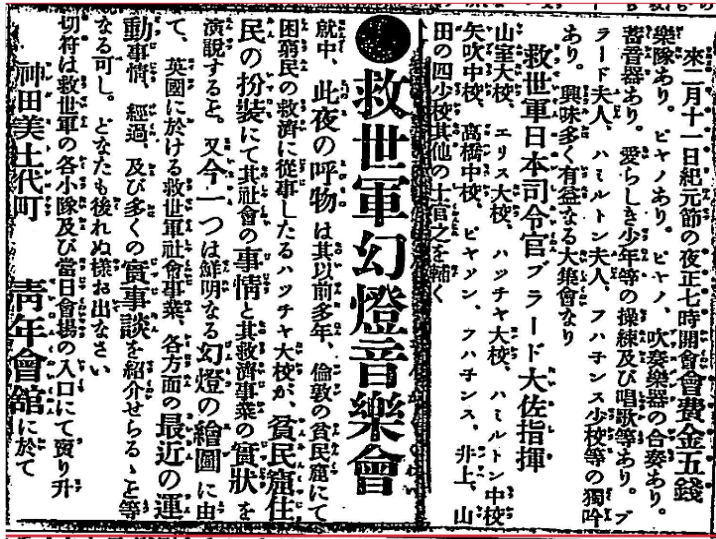 來二月十一日紀元節の夜正七時開會會費金五錢
樂隊あり。ピヤノあり。ピヤノ、吹奏樂器の合奏あり。
蓄音器あり。愛らしき少年等の操練及び唱歌等あり。ブ
ラード夫人、ハミルトン夫人、フハチンス少校等の獨吟
あり。興味多く有益なる大集會なり
救世軍日本司令官ブラード大佐指揮
山室大校、エリス大校、ハッチヤ大校、ハミルトン中校
矢吹中校、高橋中校、ピヤソン、フハチンス、井上、山
田の四少校其他の士官之を輔く
●救世軍幻燈音樂會
就中、此夜の呼物は其以前多年、倫敦の貧民窟にて
困窮民の救濟に從事したるハッチヤ大校が、貧民窟住
民の扮装にて其社會の事情と其救濟事業の實狀を
演説すると。又今一つは鮮明なる幻燈の繪圖に由
て、英國に於ける救世軍社會事業、各方面の最近の運
動事情、經過、及び多くの實事談を紹介せらるゝと等
なる可し。どなたも後れぬ樣お出なさい
切符は救世軍の各小隊及び當日會場の入口にて賣り升
神田美土代町 靑年會舘に於て